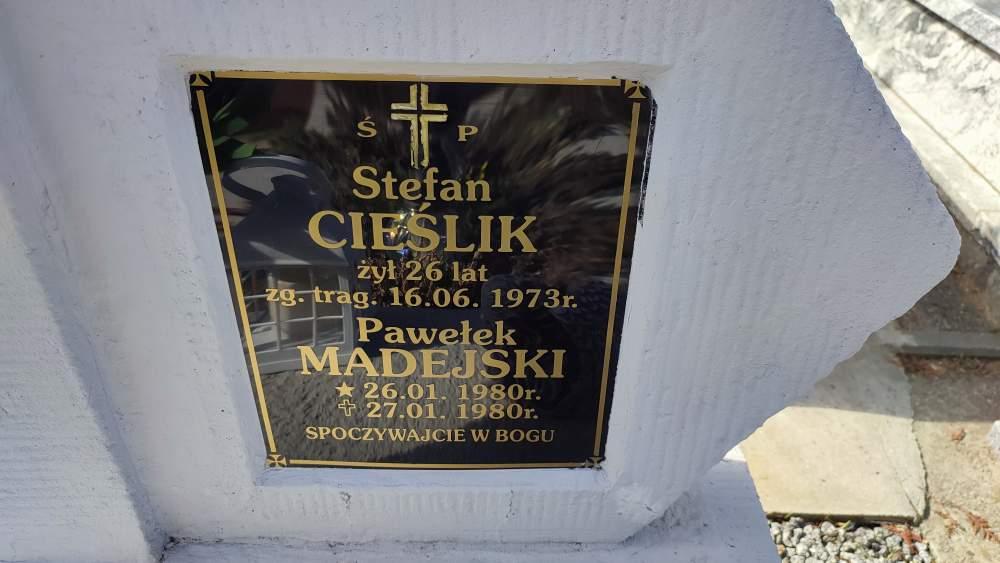 Ś P
Stefan
CIEŚLIK
żył 26 lat
zg. trag. 16.06. 1973r.
Pawełek
MADEJSKI
★ 26.01. 1980r.
✝ 27.01. 1980r.
SPOCZYWAJCIE W BOGU